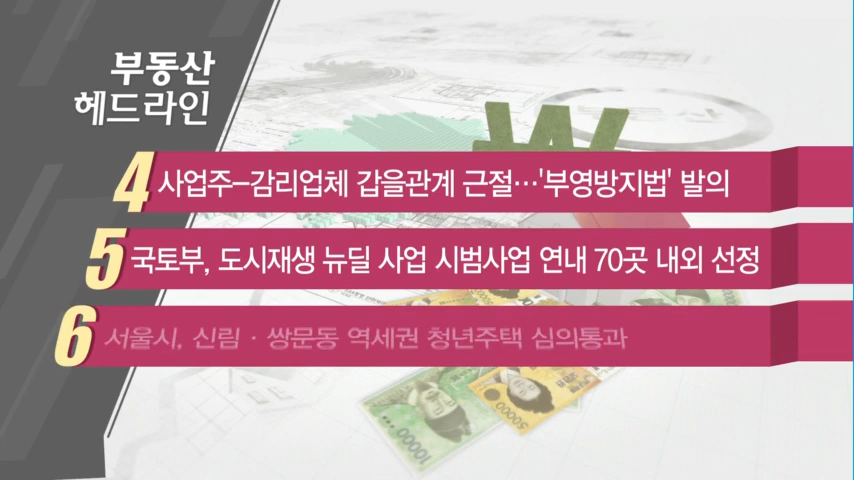 부동산
헤드라인
4 사업주-감리업체 갑을관계 근절…'부영방지법' 발의
5 국토부, 도시재생 뉴딜 사업 시범사업 연내 70곳 내외 선정
6 서울시, 신림·쌍문동 역세권 청년주택 심의통과
10000
50000